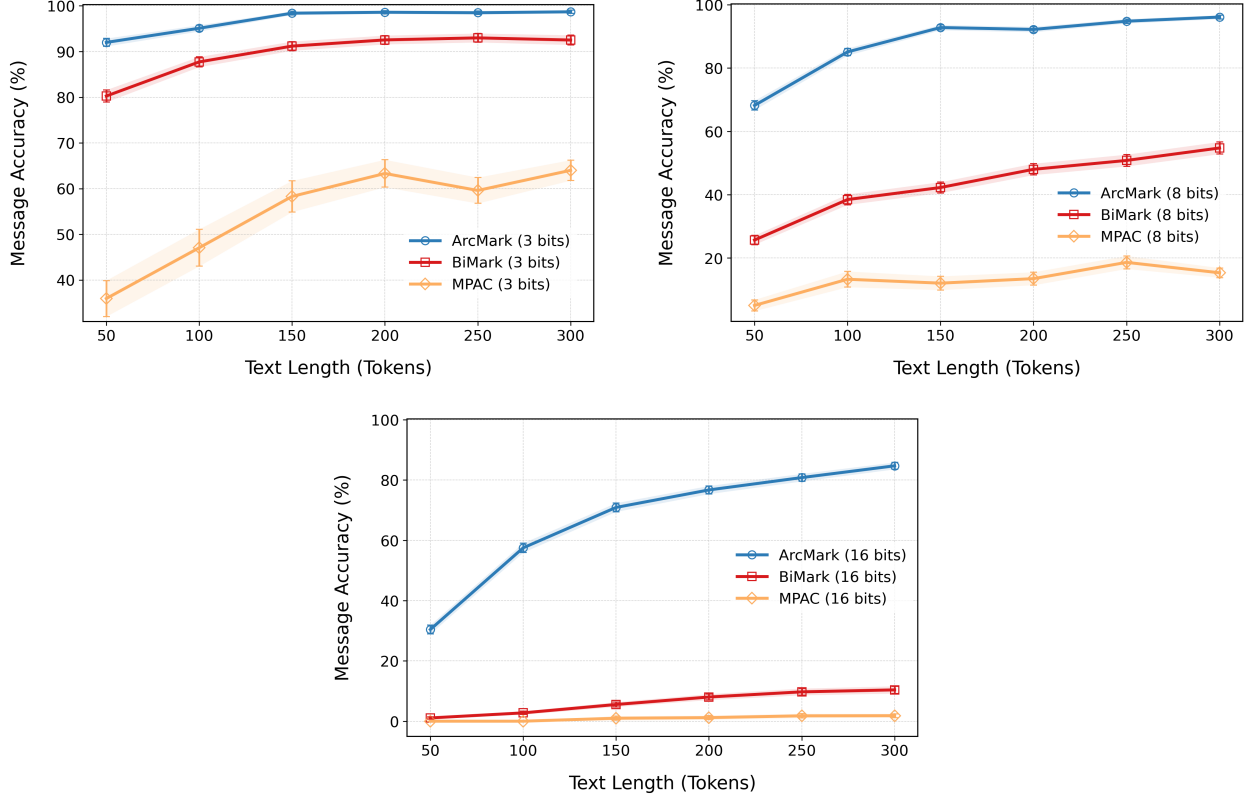 Message Accuracy (%)
100
90
80
70
60
50
40
50
100
150
200
250
300
Text Length (Tokens)
ArcMark (3 bits)
BiMark (3 bits)
MPAC (3 bits)
Message Accuracy (%)
100
80
60
40
20
50
100
150
200
250
300
Text Length (Tokens)
ArcMark (8 bits)
BiMark (8 bits)
MPAC (8 bits)
Message Accuracy (%)
100
80
60
40
20
0
50
100
150
200
250
300
Text Length (Tokens)
ArcMark (16 bits)
BiMark (16 bits)
MPAC (16 bits)